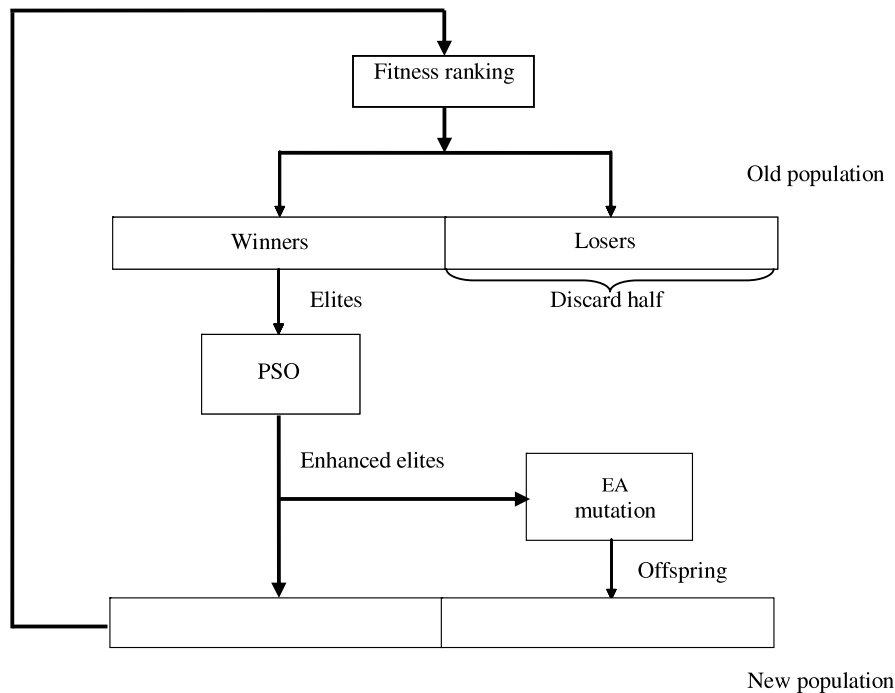 Fitness ranking
Old population
Winners
Losers
Elites
Discard half
PSO
Enhanced elites
EA
mutation
Offspring
New population